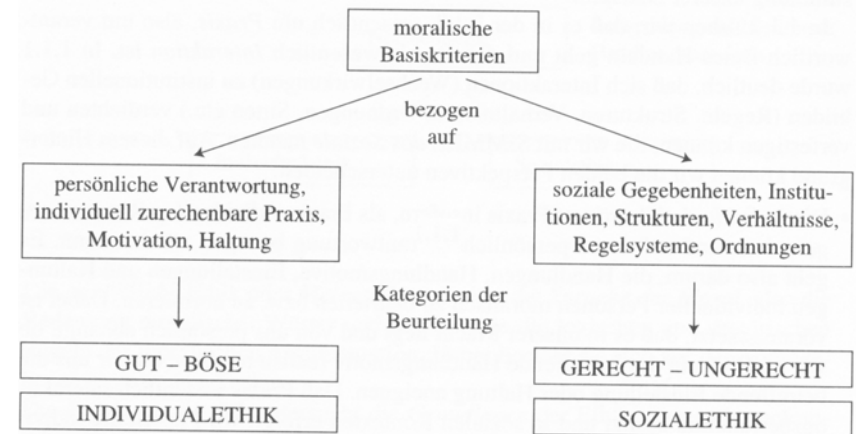 moralische
Basiskriterien
bezogen
auf
persönliche Verantwortung,
individuell zurechenbare Praxis,
Motivation, Haltung
soziale Gegebenheiten, Institu-
tionen, Strukturen, Verhältnisse,
Regelsysteme, Ordnungen
Kategorien der
Beurteilung
GUT – BÖSE
GERECHT – UNGERECHT
INDIVIDUALETHIK
SOZIALETHIK